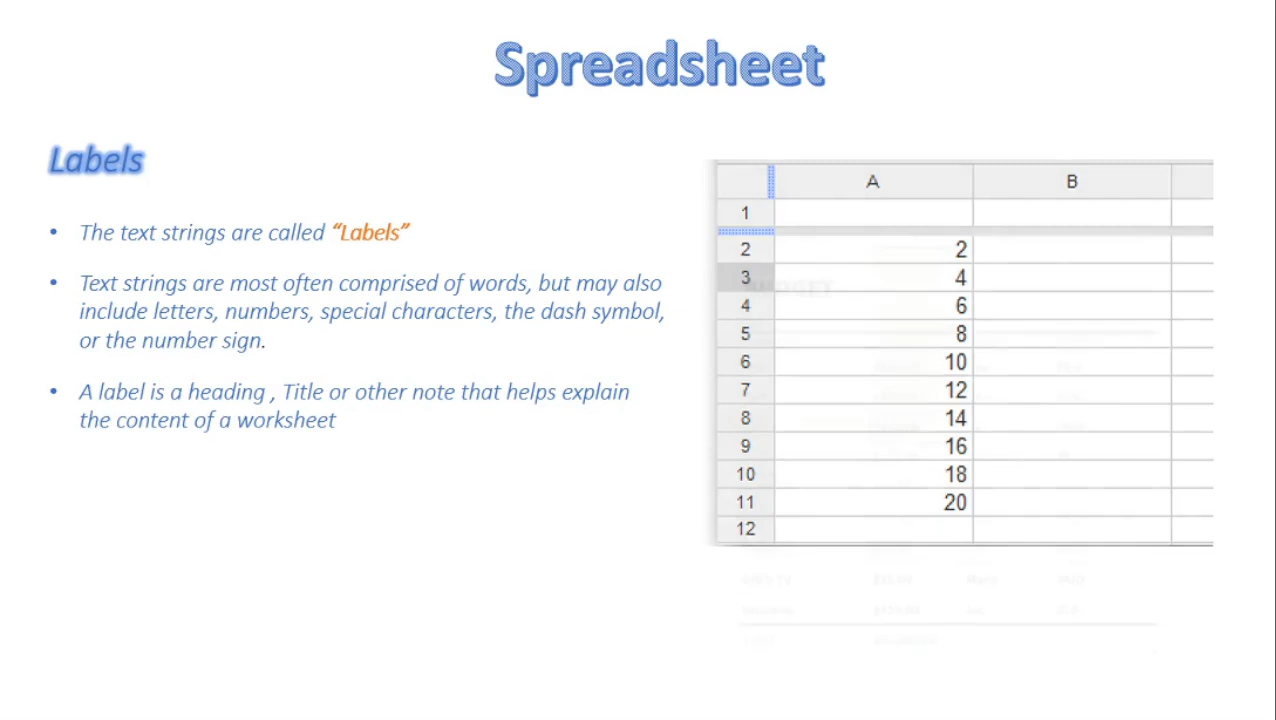 Spreadsheet
Labels
• The text strings are called “Labels”
• Text strings are most often comprised of words, but may also
include letters, numbers, special characters, the dash symbol,
or the number sign.
• A label is a heading , Title or other note that helps explain
the content of a worksheet
A B
1
2 2
3 4
4 6
5 8
6 10
7 12
8 14
9 16
10 18
11 20
12